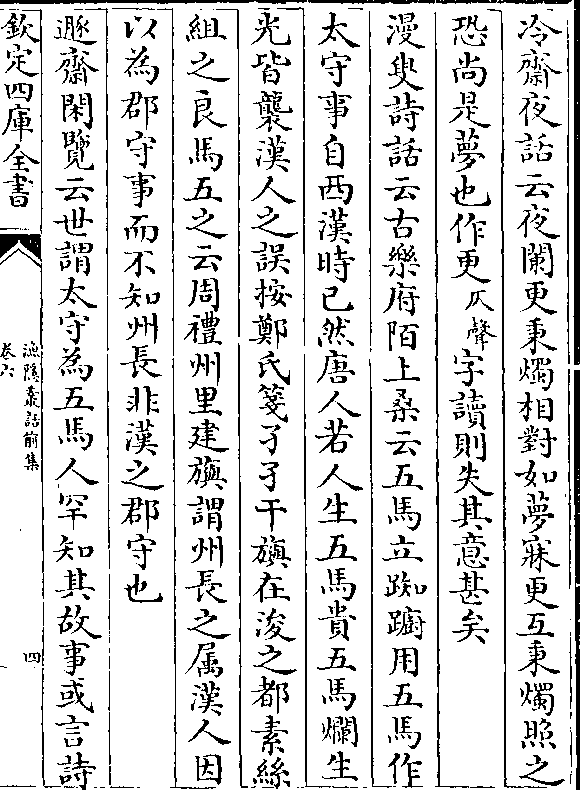 冷齋夜話云夜闌更秉燭相對如夢寐更互秉燭照之
恐尚是夢也作更仄聲字讀則失其意甚矣
漫叟詩話云古樂府陌上桑云五馬立踟躕用五馬作
太守事自西漢時已然唐人若人生五馬貴五馬爛生
光皆襲漢人之誤按鄭氏箋孑孑干旟在浚之都素絲
組之良馬五之云周禮州里建旟謂州長之屬漢人因
以為郡守事而不知州長非漢之郡守也
遯齋閑覽云世謂太守為五馬人罕知其故事或言詩
欽定四庫全書
漁隱叢話前集
卷六
四